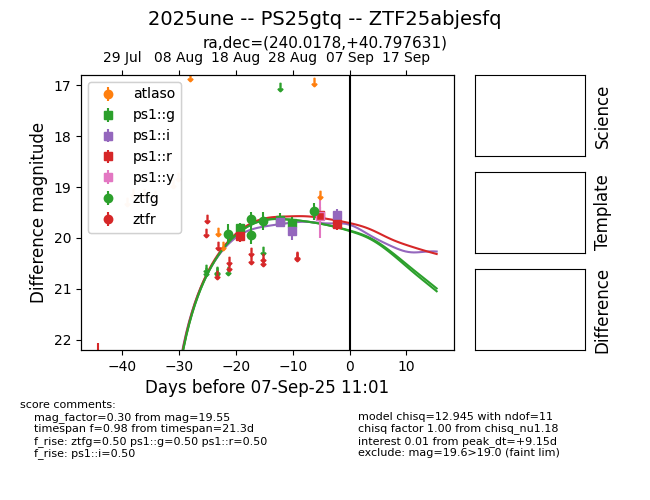 2025une -- PS25gtq -- ZTF25abjesfq
ra,dec=(240.0178,+40.797631)
29 Jul 08 Aug 18 Aug 28 Aug 07 Sep 17 Sep
17
18
19
20
21
22
Difference magnitude
atlaso
ps1::g
ps1::i
ps1::r
ps1::y
ztfg
ztfr
−40 −30 −20 −10 0 10
Days before 07-Sep-25 11:01
Science
Template
Difference
score comments:
mag_factor=0.30 from mag=19.55
timespan f=0.98 from timespan=21.3d
f_rise: ztfg=0.50 ps1::g=0.50 ps1::r=0.50
f_rise: ps1::i=0.50
model chisq=12.945 with ndof=11
chisq factor 1.00 from chisq_nu1.18
interest 0.01 from peak_dt=+9.15d
exclude: mag=19.6>19.0 (faint lim)